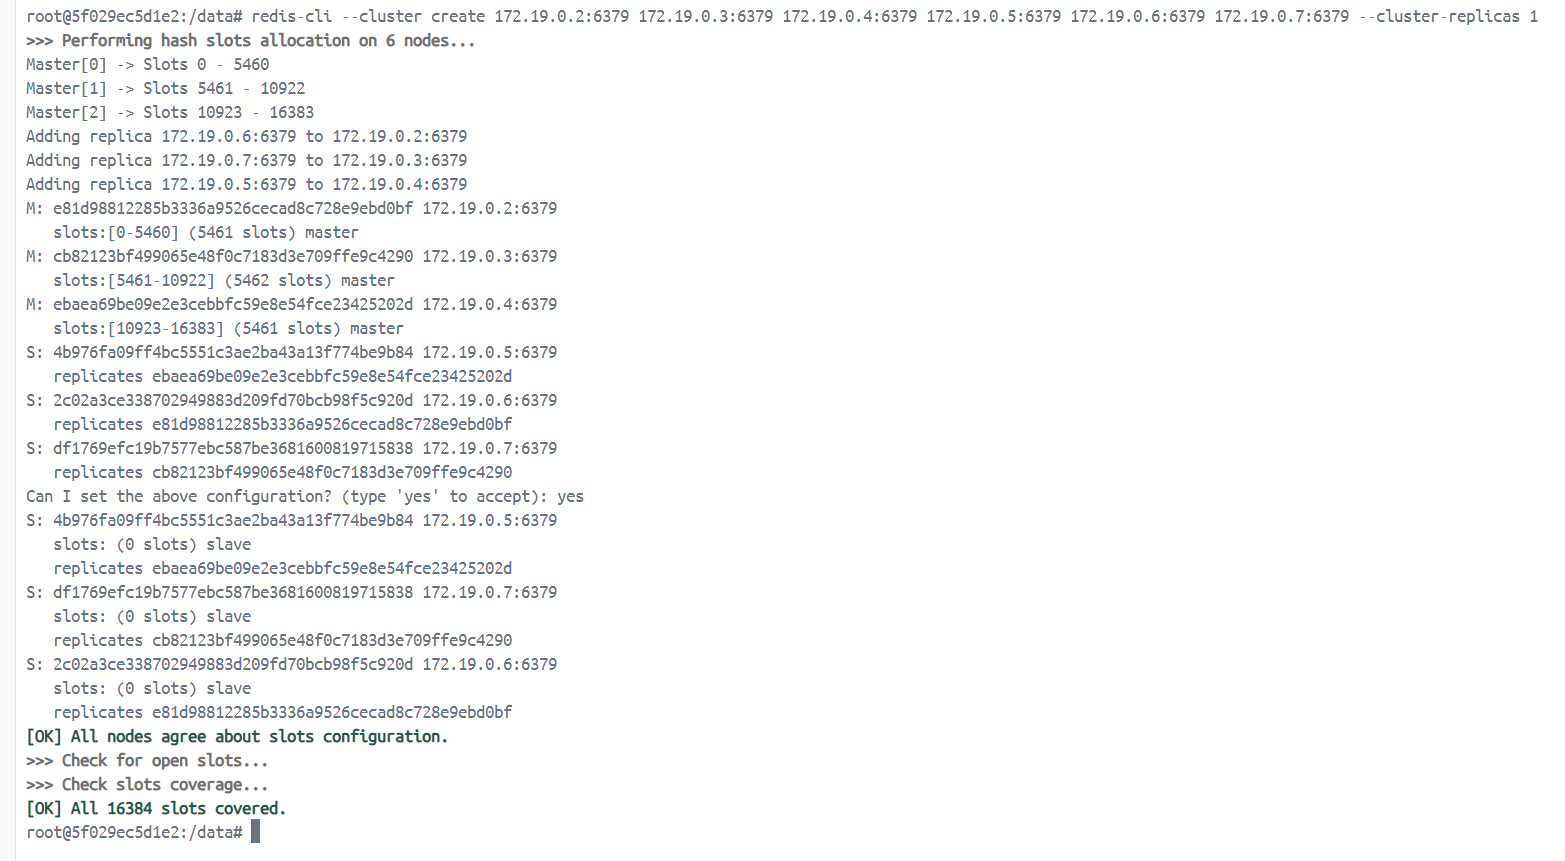 root@5f029ec5d1e2:/data# redis-cli --cluster create 172.19.0.2:6379 172.19.0.3:6379 172.19.0.4:6379 172.19.0.5:6379 172.19.0.6:6379 172.19.0.7:6379 --cluster-replicas 1
>>> Performing hash slots allocation on 6 nodes...
Master[0] -> Slots 0 - 5460
Master[1] -> Slots 5461 - 10922
Master[2] -> Slots 10923 - 16383
Adding replica 172.19.0.6:6379 to 172.19.0.2:6379
Adding replica 172.19.0.7:6379 to 172.19.0.3:6379
Adding replica 172.19.0.5:6379 to 172.19.0.4:6379
M: e81d98812285b3336a9526cecad8c728e9ebd0bf 172.19.0.2:6379
   slots:[0-5460] (5461 slots) master
M: cb82123bf499065e48f0c7183d3e709ffe9c4290 172.19.0.3:6379
   slots:[5461-10922] (5462 slots) master
M: ebaea69be09e2e3cebbfc59e8e54fce23425202d 172.19.0.4:6379
   slots:[10923-16383] (5461 slots) master
S: 4b976fa09ff4bc5551c3ae2ba43a13f774be9b84 172.19.0.5:6379
   replicates ebaea69be09e2e3cebbfc59e8e54fce23425202d
S: 2c02a3ce338702949883d209fd70bcb98f5c920d 172.19.0.6:6379
   replicates e81d98812285b3336a9526cecad8c728e9ebd0bf
S: df1769efc19b7577ebc587be3681600819715838 172.19.0.7:6379
   replicates cb82123bf499065e48f0c7183d3e709ffe9c4290
Can I set the above configuration? (type 'yes' to accept): yes
S: 4b976fa09ff4bc5551c3ae2ba43a13f774be9b84 172.19.0.5:6379
   slots: (0 slots) slave
   replicates ebaea69be09e2e3cebbfc59e8e54fce23425202d
S: df1769efc19b7577ebc587be3681600819715838 172.19.0.7:6379
   slots: (0 slots) slave
   replicates cb82123bf499065e48f0c7183d3e709ffe9c4290
S: 2c02a3ce338702949883d209fd70bcb98f5c920d 172.19.0.6:6379
   slots: (0 slots) slave
   replicates e81d98812285b3336a9526cecad8c728e9ebd0bf
[OK] All nodes agree about slots configuration.
>>> Check for open slots...
>>> Check slots coverage...
[OK] All 16384 slots covered.
root@5f029ec5d1e2:/data#